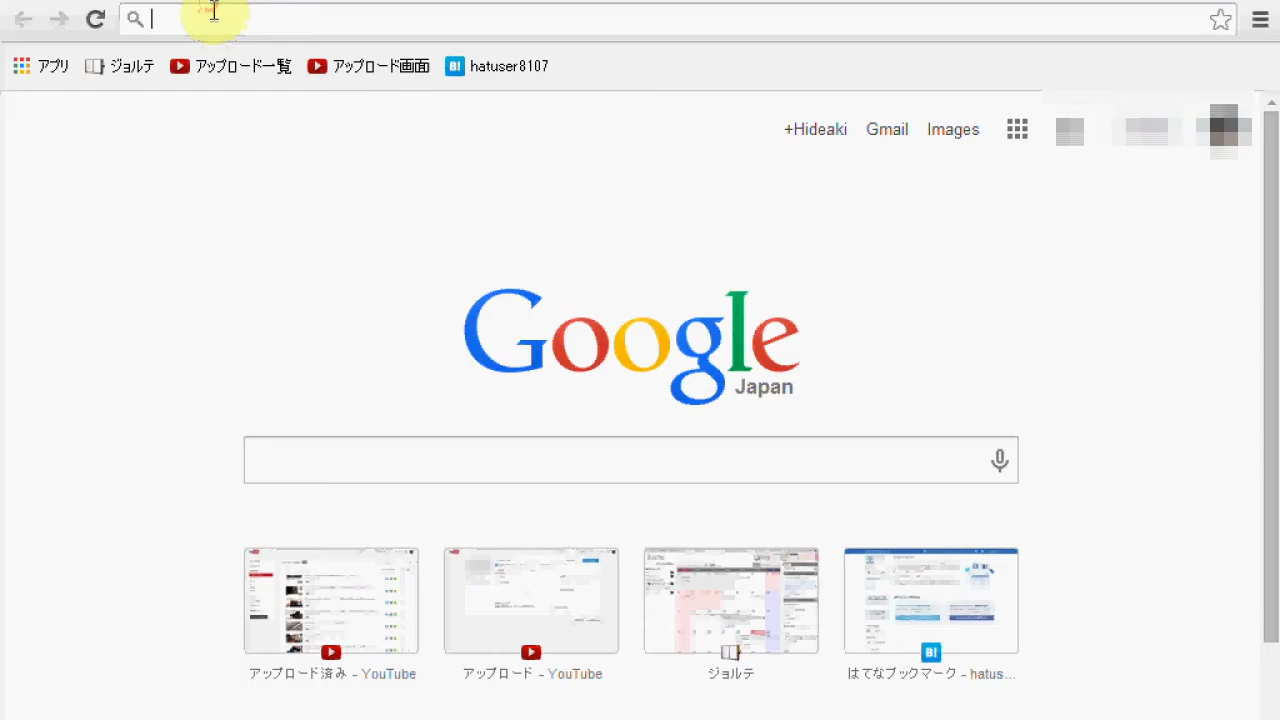 アプリ ジョルテ アップロード一覧 アップロード画面 B! hatuser8107
+Hideaki Gmail Images
Google
Japan
アップロード済み - YouTube アップロード - YouTube ジョルテ はてなブックマーク - hatus...